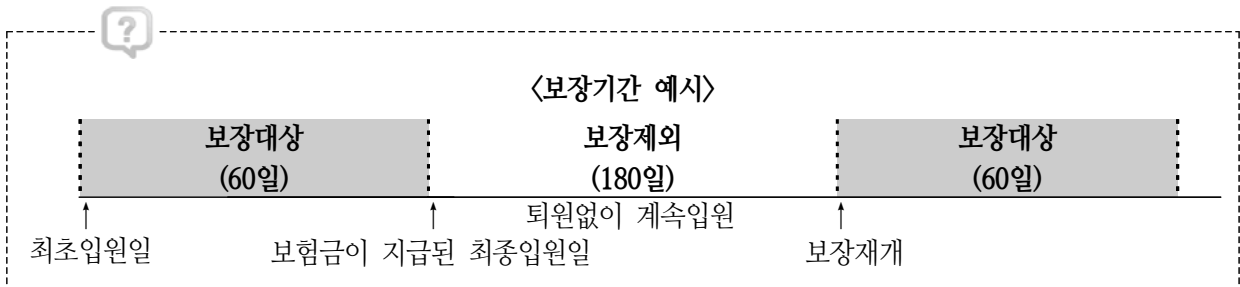 ?
〈보장기간 예시〉
보장대상 보장제외 보장대상
(60일) (180일) (60일)
퇴원없이 계속입원
↑ ↑ ↑
최초입원일 보험금이 지급된 최종입원일 보장재개